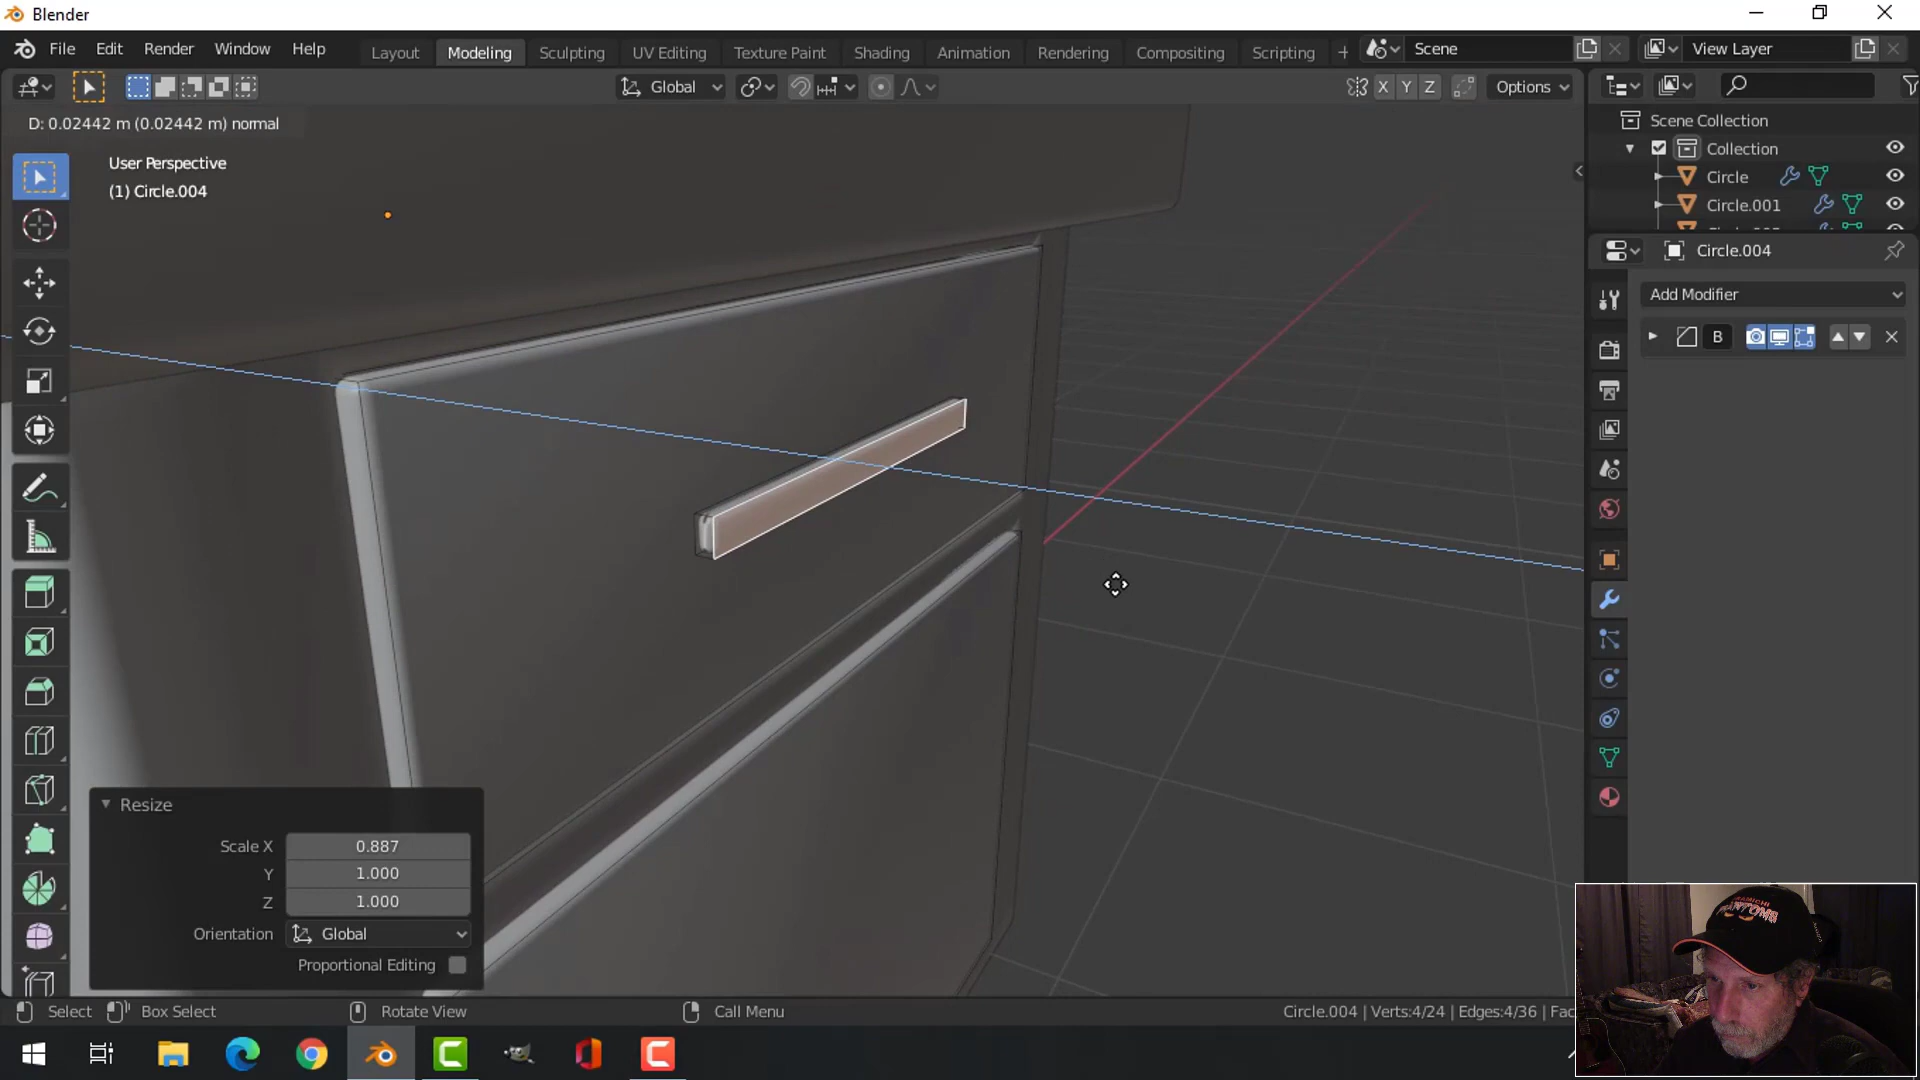 Blender
File Edit Render Window Help
Layout Modeling Sculpting UV Editing Texture Paint Shading Animation Rendering Compositing Scripting +
Scene
View Layer
Global
X Y Z
Options
D: 0.02442 m (0.02442 m) normal
User Perspective
(1) Circle.004
Scene Collection
Collection
Circle
Circle.001
Circle.004
Add Modifier
B
Resize
Scale X 0.887
Y 1.000
Z 1.000
Orientation Global
Proportional Editing
Select Box Select Rotate View Call Menu
Circle.004 | Verts:4/24 | Edges:4/36 | Fac